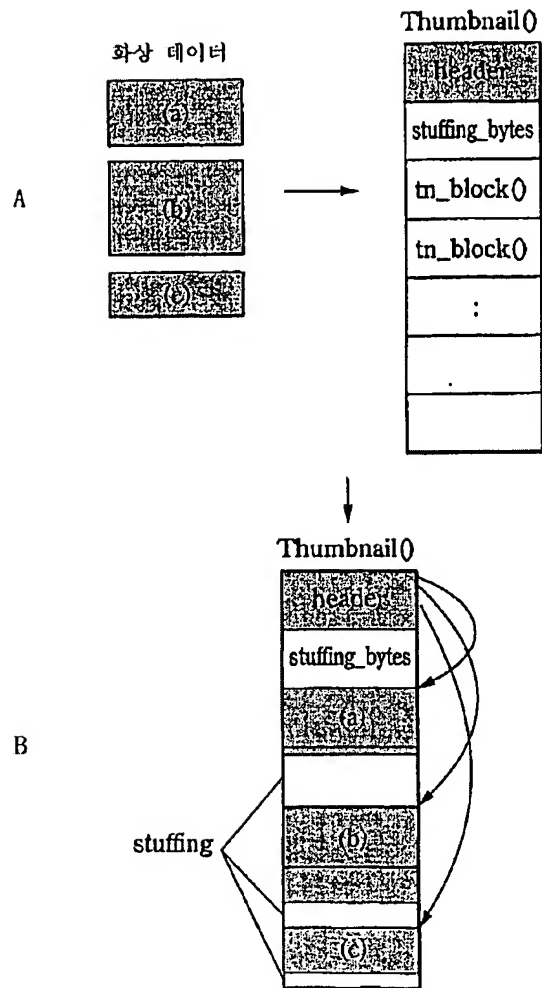 Thumbnail()
화상 데이터
header
(a)
stuffing_bytes
A
(b)
tn_block()
tn_block()
(c)
:
Thumbnail()
header
stuffing_bytes
(a)
B
stuffing
(b)
(c)